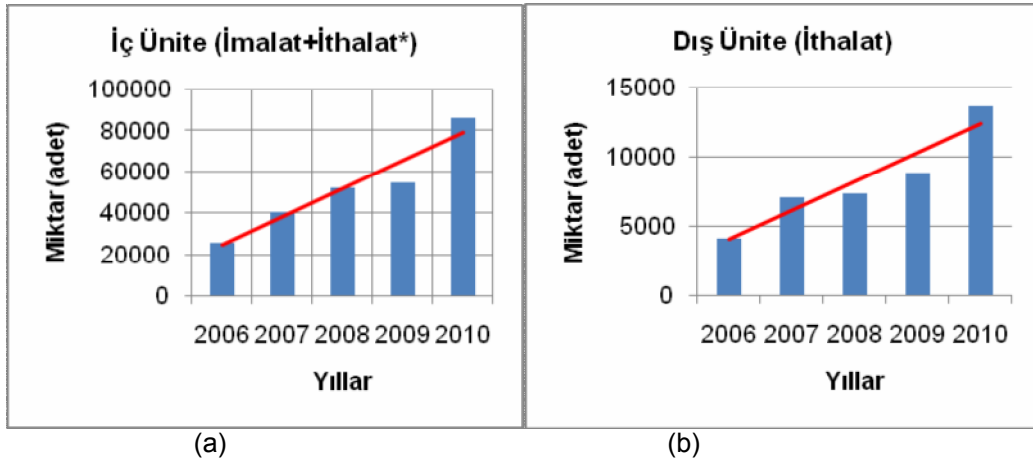 İç Ünite (İmalat+İthalat*)
Miktar (adet)
100000
80000
60000
40000
20000
0
2006 2007 2008 2009 2010
Yıllar
(a)
Dış Ünite (İthalat)
Miktar (adet)
15000
10000
5000
0
2006 2007 2008 2009 2010
Yıllar
(b)